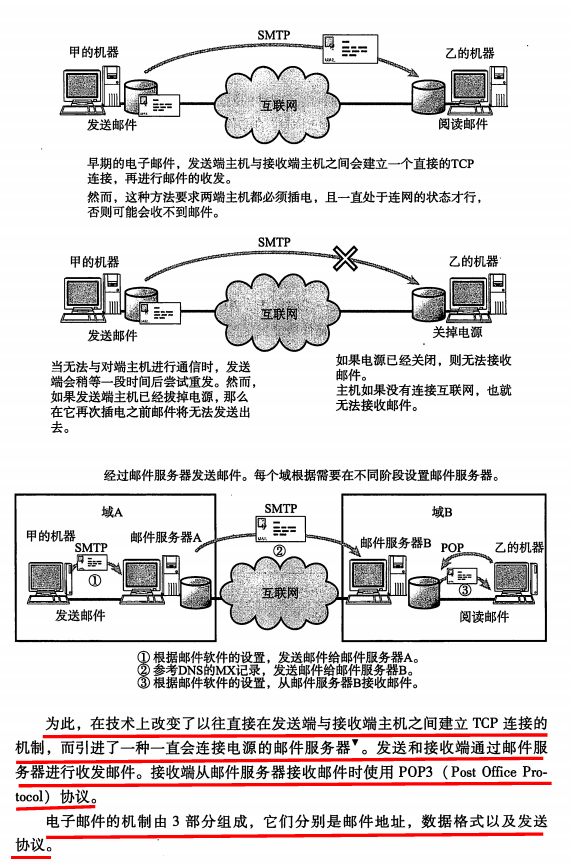 SMTP
甲的机器
乙的机器
互联网
发送邮件
阅读邮件
早期的电子邮件，发送端主机与接收端主机之间会建立一个直接的TCP
连接，再进行邮件的收发。
然而，这种方法要求两端主机都必须插电，且一直处于连网的状态才行，
否则可能会收不到邮件。
SMTP
甲的机器
乙的机器
互联网
发送邮件
关掉电源
当无法与对端主机进行通信时，发送
端会稍等一段时间后尝试重发。然而，
如果发送端主机已经拔掉电源，那么
在它再次插电之前邮件将无法发送出
去。
如果电源已经关闭，则无法接收
邮件。
主机如果没有连接互联网，也就
无法接收邮件。
经过邮件服务器发送邮件。每个域根据需要在不同阶段设置邮件服务器。
域A
SMTP
域B
甲的机器
邮件服务器A
SMTP
①
②
邮件服务器B
POP
乙的机器
③
互联网
发送邮件
阅读邮件
① 根据邮件软件的设置，发送邮件给邮件服务器A。
② 参考DNS的MX记录，发送邮件给邮件服务器B。
③ 根据邮件软件的设置，从邮件服务器B接收邮件。
为此，在技术上改变了以往直接在发送端与接收端主机之间建立 TCP 连接的
机制，而引进了一种一直会连接电源的邮件服务器▼。发送和接收端通过邮件服
务器进行收发邮件。接收端从邮件服务器接收邮件时使用 POP3（Post Office Pro-
tocol）协议。
电子邮件的机制由 3 部分组成，它们分别是邮件地址，数据格式以及发送
协议。